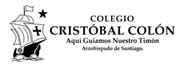 COLEGIO
CRISTÓBAL COLÓN
Aquí Guiamos Nuestro Timón
Arzobispado de Santiago.